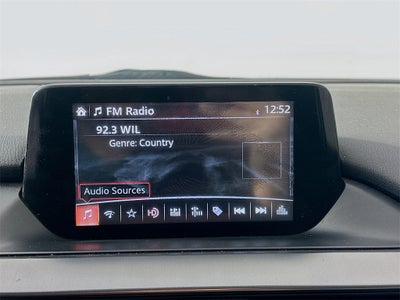 FM Radio 12:52
92.3 WIL
Genre: Country
Audio Sources